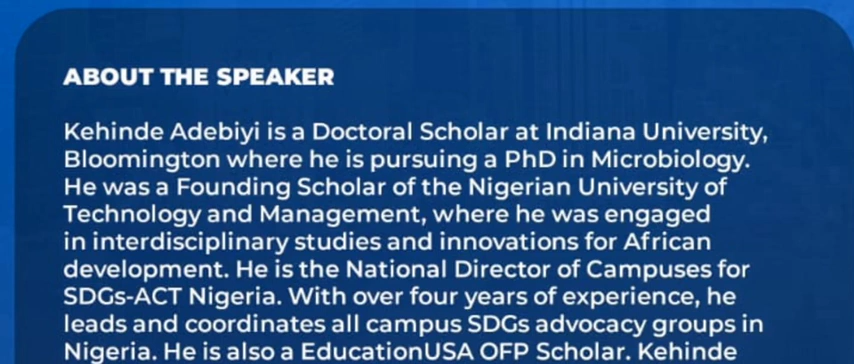 ABOUT THE SPEAKER
Kehinde Adebiyi is a Doctoral Scholar at Indiana University,
Bloomington where he is pursuing a PhD in Microbiology.
He was a Founding Scholar of the Nigerian University of
Technology and Management, where he was engaged
in interdisciplinary studies and innovations for African
development. He is the National Director of Campuses for
SDGs-ACT Nigeria. With over four years of experience, he
leads and coordinates all campus SDGs advocacy groups in
Nigeria. He is also a EducationUSA OFP Scholar. Kehinde